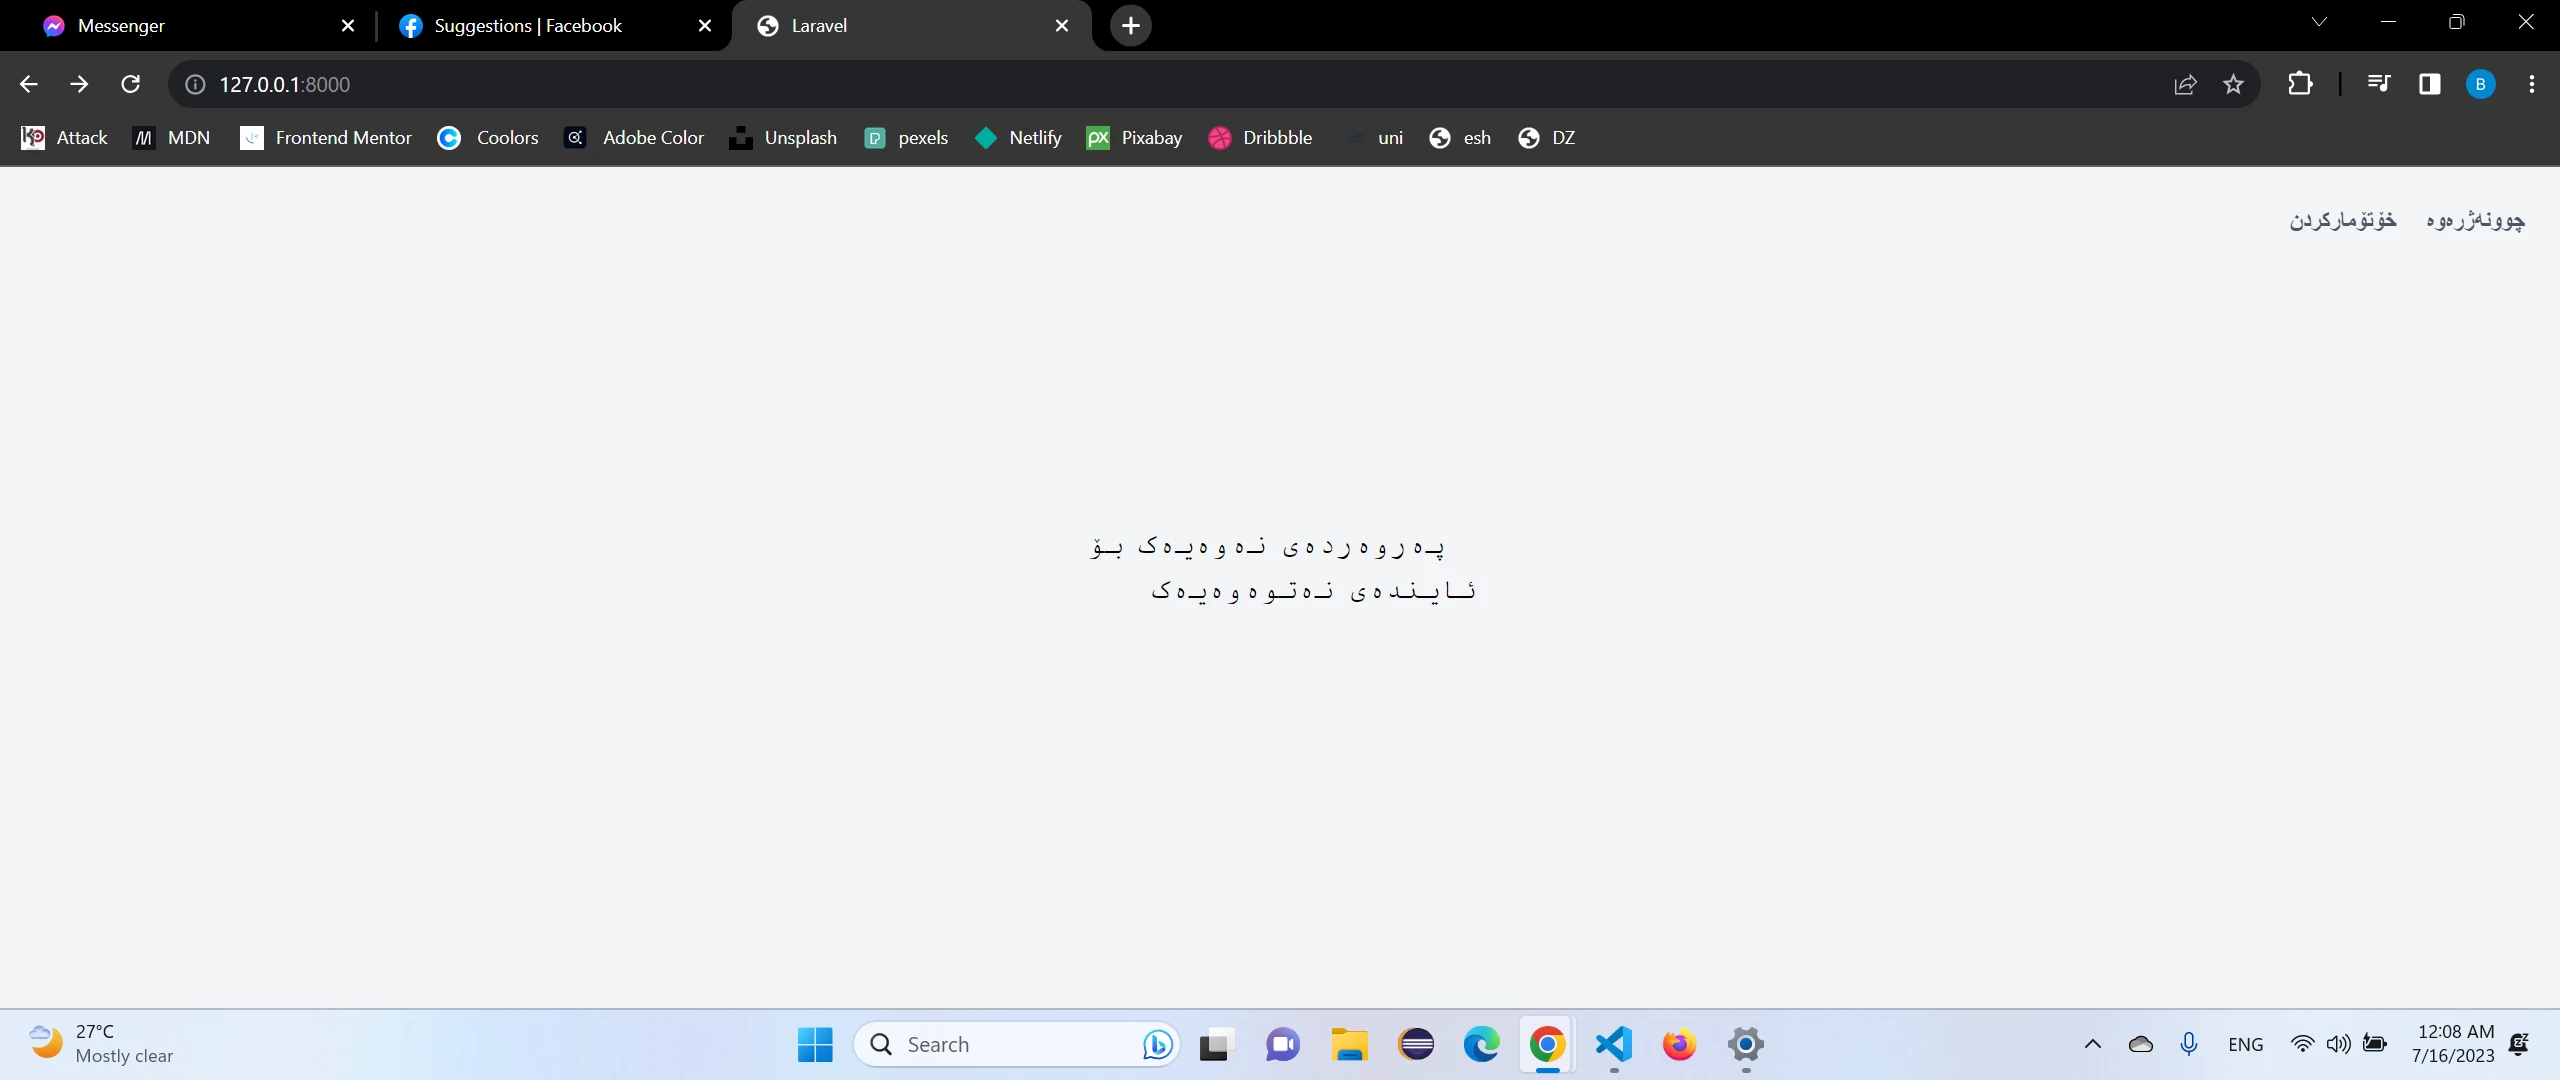 Messenger
Suggestions | Facebook
Laravel
127.0.0.1:8000
B
Attack
MDN
Frontend Mentor
Coolors
Adobe Color
Unsplash
pexels
Netlify
Pixabay
Dribbble
uni
esh
DZ
چوونەژرەوە خۆتۆمارکردن
پەروەردەی نەوەیەک بۆ
ئایندەی نەتوەوەیەک
27°C
Mostly clear
Search
ENG
12:08 AM
7/16/2023